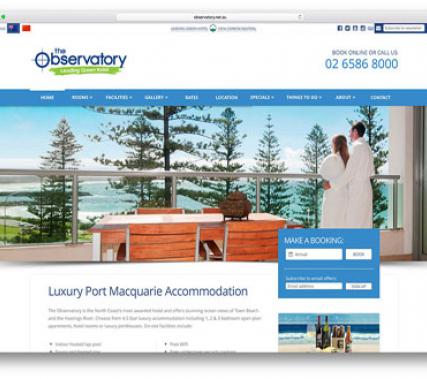 observatory.net.au
Subscribe to newsletter
the
Observatory
Leading Green Hotel
BOOK ONLINE OR CALL US
02 6586 8000
HOME ROOMS FACILITIES GALLERY RATES LOCATION SPECIALS THINGS TO DO ABOUT CONTACT
MAKE A BOOKING:
Arrival BOOK
Subscribe to email offers:
Email address SIGN UP
Luxury Port Macquarie Accommodation
The Observatory is the North Coast's most awarded hotel and offers stunning ocean views of Town Beach
and the Hastings River. Choose from 4.5 Star luxury accommodation including 1, 2 & 3 bedroom open plan
apartments, hotel rooms or luxury penthouses. On-site facilities include:
Indoor heated lap pool
Free WiFi